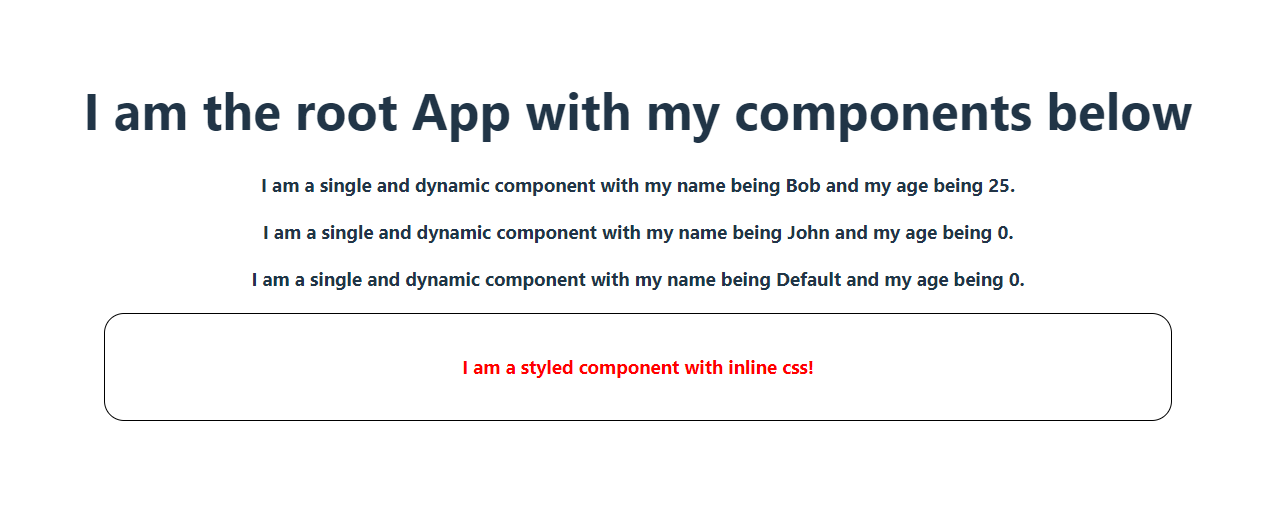 I am the root App with my components below
I am a single and dynamic component with my name being Bob and my age being 25.
I am a single and dynamic component with my name being John and my age being 0.
I am a single and dynamic component with my name being Default and my age being 0.
I am a styled component with inline css!